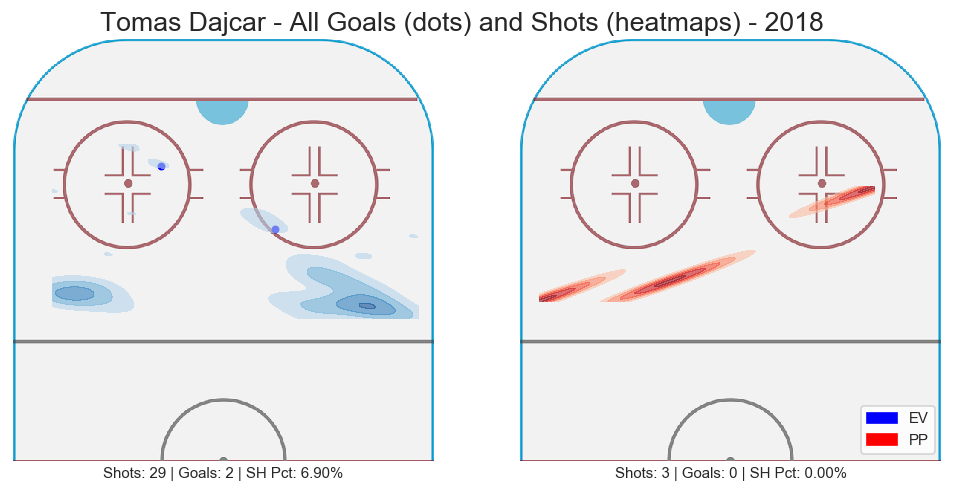 Tomas Dajcar - All Goals (dots) and Shots (heatmaps) - 2018
EV
PP
Shots: 29 | Goals: 2 | SH Pct: 6.90%
Shots: 3 | Goals: 0 | SH Pct: 0.00%